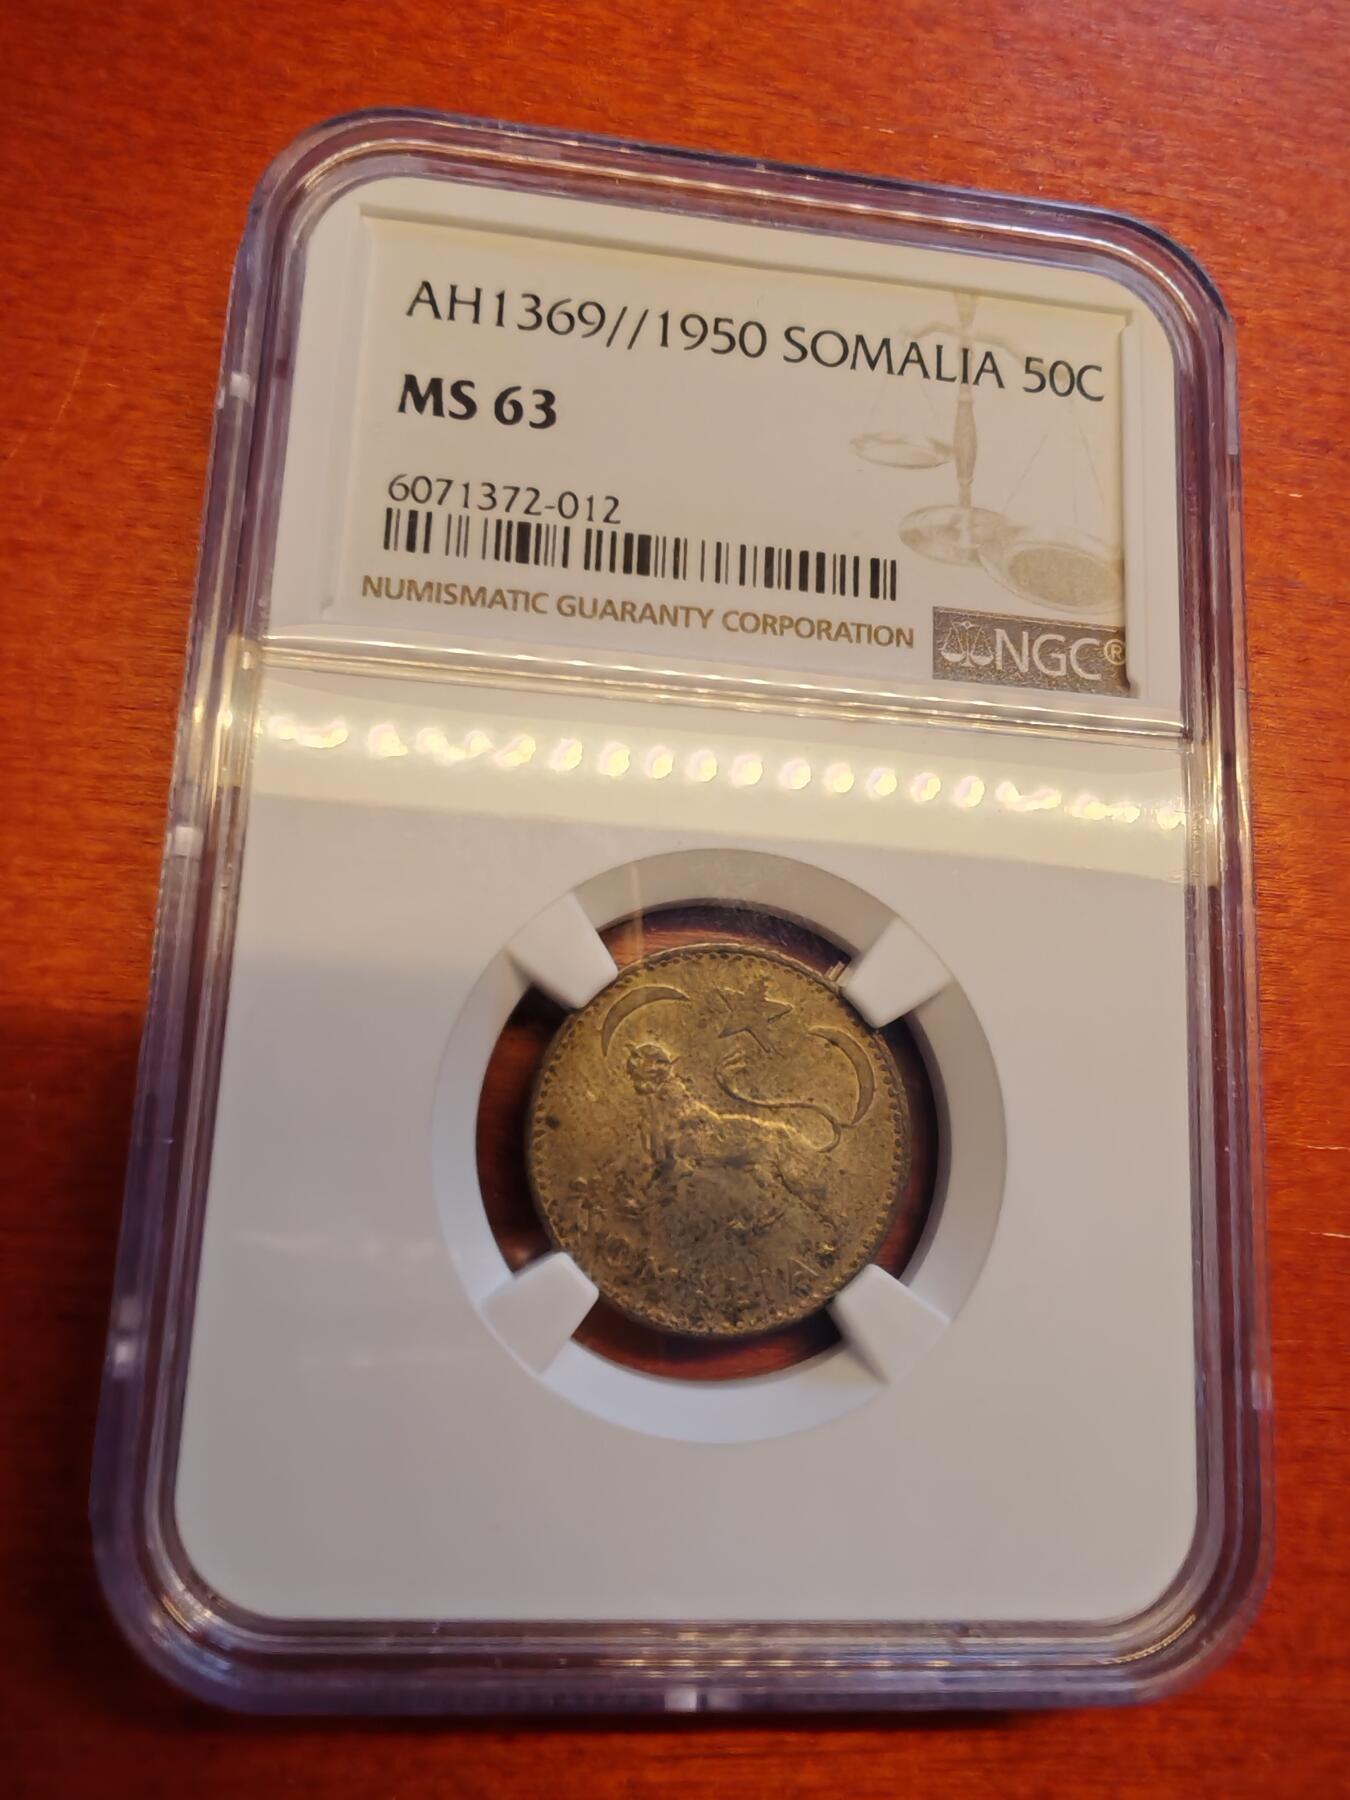 AH1369//1950 SOMALIA 50C
MS 63
6071372-012
NUMISMATIC GUARANTY CORPORATION
NGC®